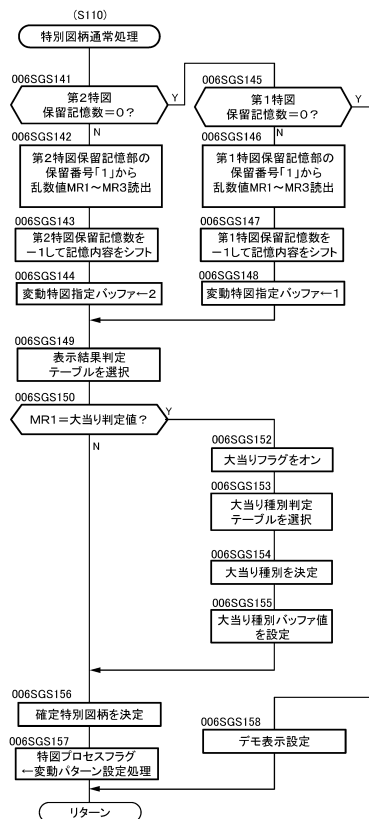 (S110)
特別図柄通常処理
006SGS141
第2特図
保留記憶数＝0?
Y
N
006SGS142
第2特図保留記憶部の
保留番号「1」から
乱数値MR1～MR3読出
006SGS143
第2特図保留記憶数を
－1して記憶内容をシフト
006SGS144
変動特図指定バッファ←2
006SGS145
第1特図
保留記憶数＝0?
Y
N
006SGS146
第1特図保留記憶部の
保留番号「1」から
乱数値MR1～MR3読出
006SGS147
第1特図保留記憶数を
－1して記憶内容をシフト
006SGS148
変動特図指定バッファ←1
006SGS149
表示結果判定
テーブルを選択
006SGS150
MR1＝大当り判定値?
Y
N
006SGS152
大当りフラグをオン
006SGS153
大当り種別判定
テーブルを選択
006SGS154
大当り種別を決定
006SGS155
大当り種別バッファ値
を設定
006SGS156
確定特別図柄を決定
006SGS157
特図プロセスフラグ
←変動パターン設定処理
006SGS158
デモ表示設定
リターン